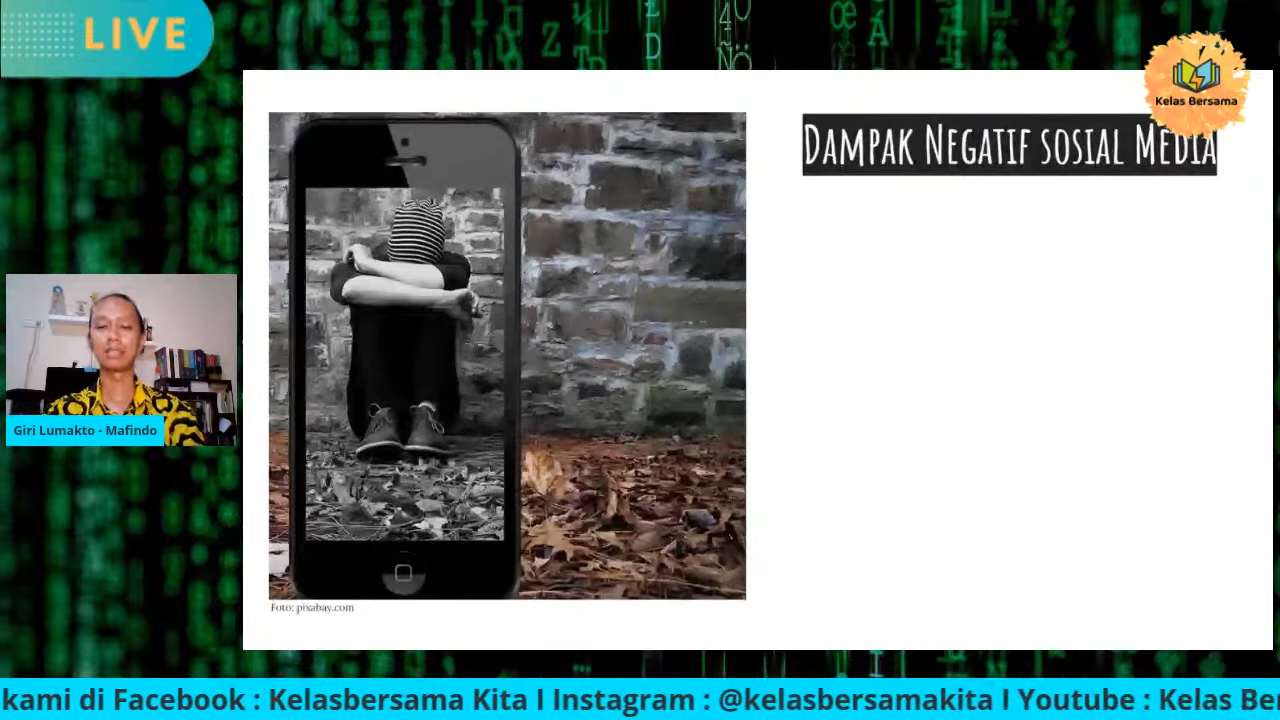 LIVE
Kelas Bersama
DAMPAK NEGATIF SOSIAL MEDIA
Giri Lumakto - Mafindo
Foto: pixabay.com
kami di Facebook : Kelasbersama Kita I Instagram : @kelasbersamakita I Youtube : Kelas Be